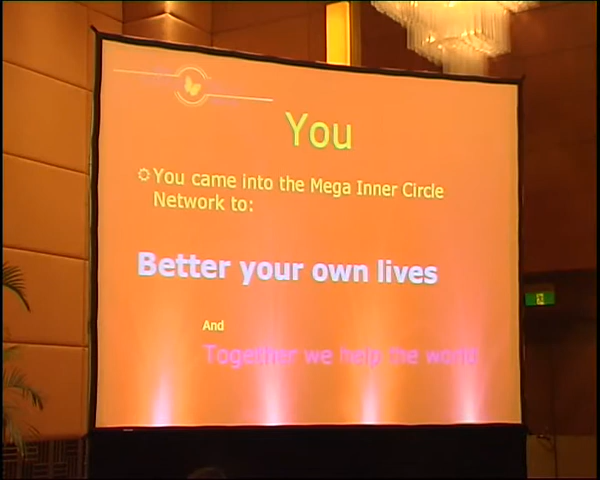 You
You came into the Mega Inner Circle
Network to:
Better your own lives
And
Together we help the world